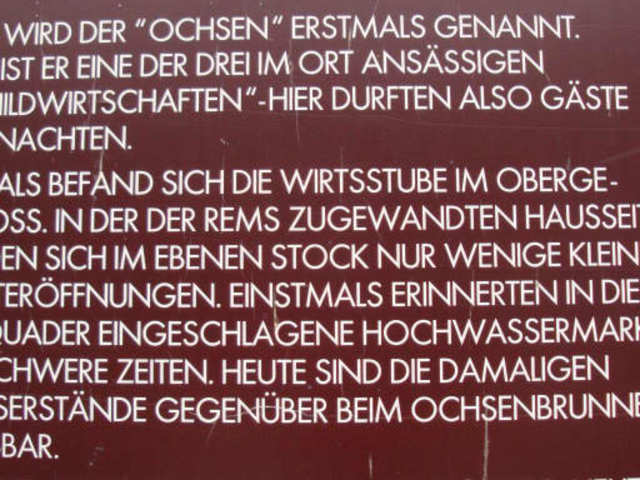 WIRD DER "OCHSEN" ERSTMALS GENANNT.
IST ER EINE DER DREI IM ORT ANSÄSSIGEN
HILDWIRTSCHAFTEN"-HIER DURFTEN ALSO GÄSTE
NACHTEN.
ALS BEFAND SICH DIE WIRTSSTUBE IM OBERGE-
OSS. IN DER DER REMS ZUGEWANDTEN HAUSSEIT
EN SICH IM EBENEN STOCK NUR WENIGE KLEIN
TERÖFFNUNGEN. EINSTMALS ERINNERTEN IN DIE
QUADER EINGESCHLAGENE HOCHWASSERMAR
CHWERE ZEITEN. HEUTE SIND DIE DAMALIGEN
SERSTÄNDE GEGENÜBER BEIM OCHSENBRUNNE
BAR.